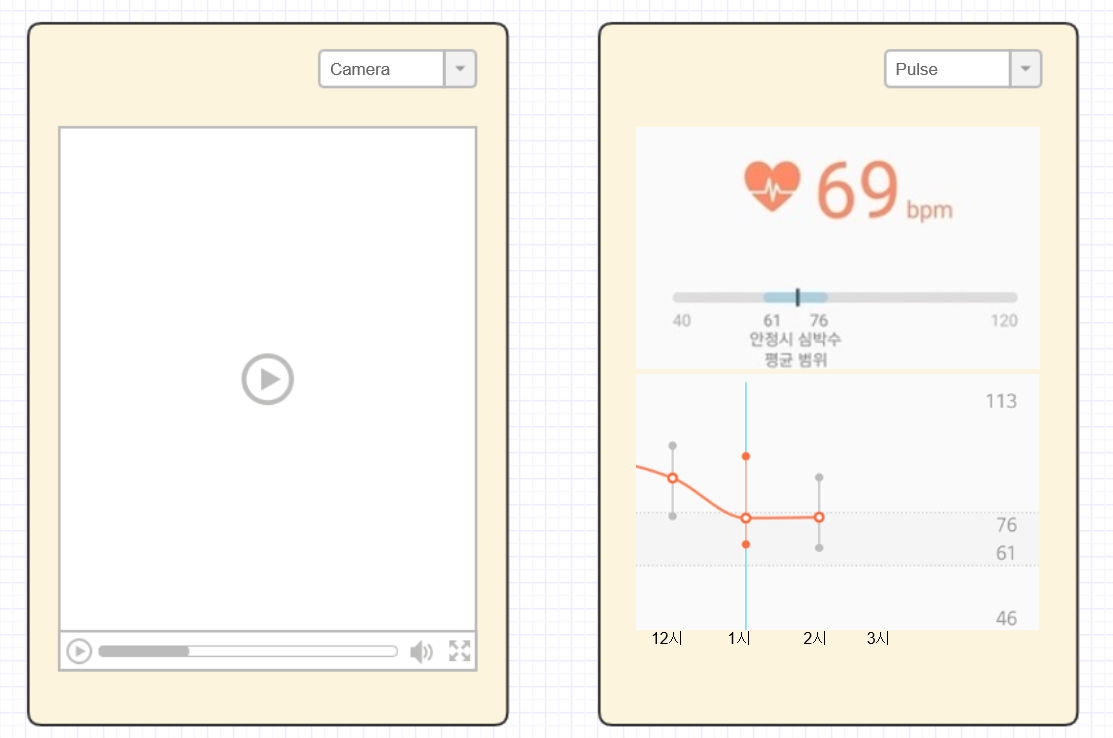 Camera
Pulse
69 bpm
40 61 76 120
안정시 심박수
평균 범위
113
76
61
46
12시 1시 2시 3시